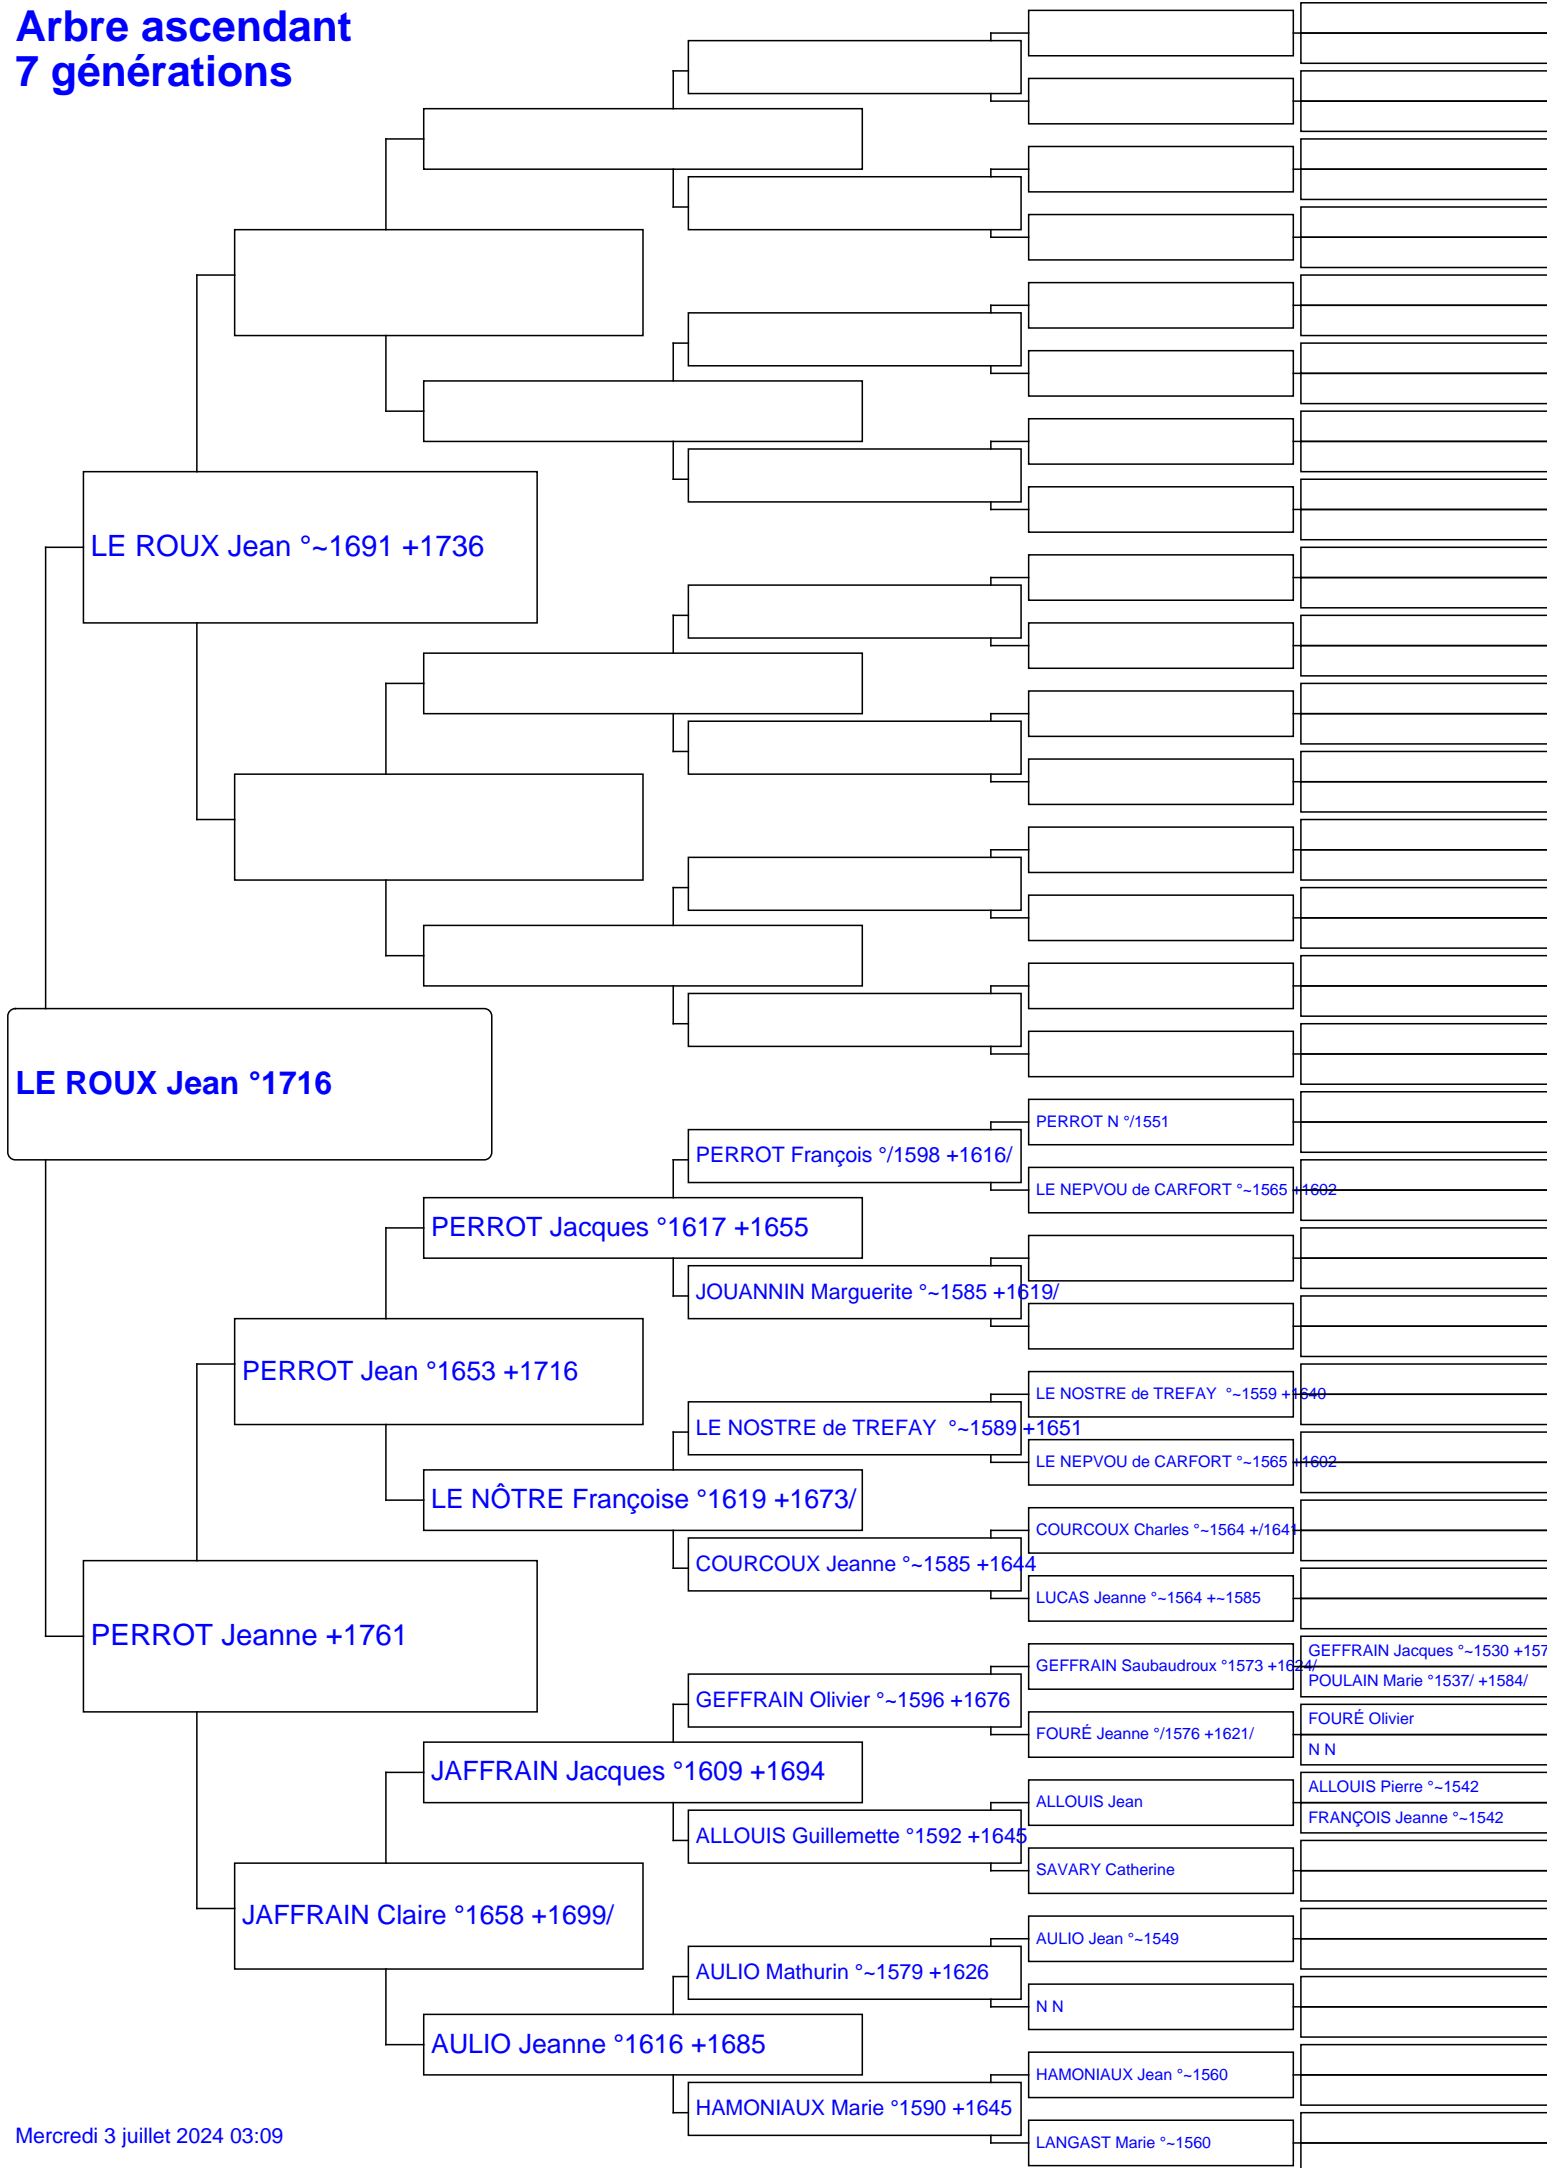 Arbre ascendant
7 générations
LE ROUX Jean °~1691 +1736
LE ROUX Jean °1716
PERROT N °/1551
PERROT François °/1598 +1616/
LE NEPVOU de CARFORT °~1565 +1602
PERROT Jacques °1617 +1655
JOUANNIN Marguerite °~1585 +1619/
PERROT Jean °1653 +1716
LE NOSTRE de TREFAY °~1559 +1640
LE NOSTRE de TREFAY °~1589 +1651
LE NEPVOU de CARFORT °~1565 +1602
LE NÔTRE Françoise °1619 +1673/
COURCOUX Charles °~1564 +/1641
COURCOUX Jeanne °~1585 +1644
LUCAS Jeanne °~1564 +~1585
PERROT Jeanne +1761
GEFFRAIN Jacques °~1530 +157
GEFFRAIN Saubaudroux °1573 +1624/
POULAIN Marie °1537/ +1584/
GEFFRAIN Olivier °~1596 +1676
FOURÉ Olivier
FOURÉ Jeanne °/1576 +1621/
N N
JAFFRAIN Jacques °1609 +1694
ALLOUIS Pierre °~1542
ALLOUIS Jean
FRANÇOIS Jeanne °~1542
ALLOUIS Guillemette °1592 +1645
SAVARY Catherine
JAFFRAIN Claire °1658 +1699/
AULIO Jean °~1549
AULIO Mathurin °~1579 +1626
N N
AULIO Jeanne °1616 +1685
HAMONIAUX Jean °~1560
HAMONIAUX Marie °1590 +1645
LANGAST Marie °~1560
Mercredi 3 juillet 2024 03:09